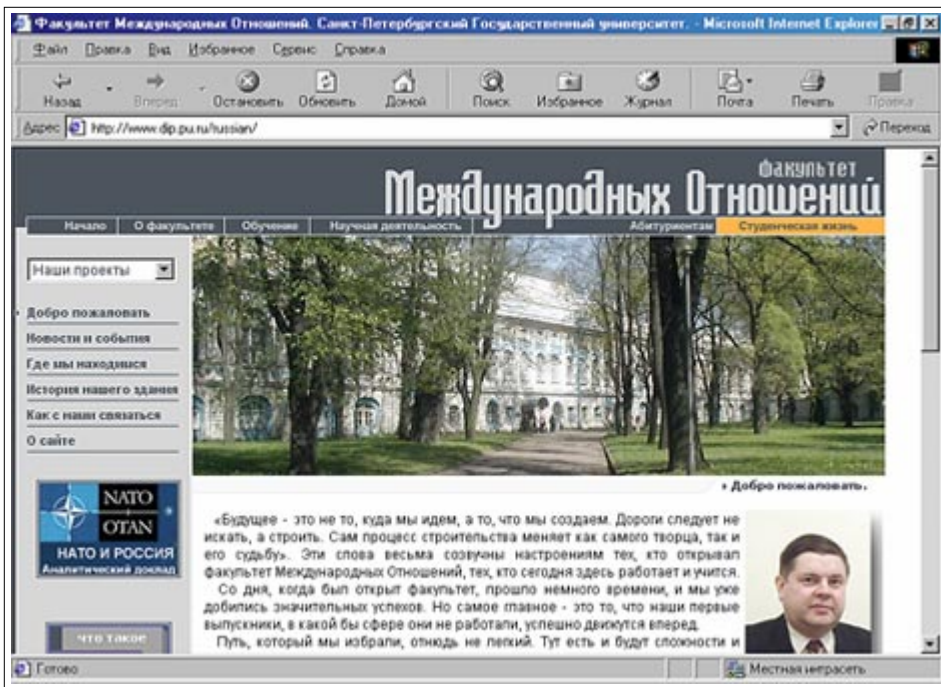 Факультет Международных Отношений. Санкт-Петербургский Государственный университет. - Microsoft Internet Explorer
Файл Правка Вид Избранное Сервис Справка
Назад Вперед Остановить Обновить Домой Поиск Избранное Журнал Почта Печать Правка
Адрес http://www.dip.pu.ru/russian/ Переход
факультет
Международных Отношений
Начало О факультете Обучение Научная деятельность Абитуриентам Студенческая жизнь
Наши проекты
Добро пожаловать
Новости и события
Где мы находимся
История нашего здания
Как с нами связаться
О сайте
NATO
OTAN
НАТО И РОССИЯ
Аналитический доклад
что такое
Добро пожаловать.
«Будущее - это не то, куда мы идем, а то, что мы создаем. Дороги следует не
искать, а строить. Сам процесс строительства меняет как самого творца, так и
его судьбу». Эти слова весьма созвучны настроениям тех, кто открывал
факультет Международных Отношений, тех, кто сегодня здесь работает и учится.
Со дня, когда был открыт факультет, прошло немного времени, и мы уже
добились значительных успехов. Но самое главное - это то, что наши первые
выпускники, в какой бы сфере они не работали, успешно движутся вперед.
Путь, который мы избрали, отнюдь не легкий. Тут есть и будут сложности и
Готово Местная интрасеть